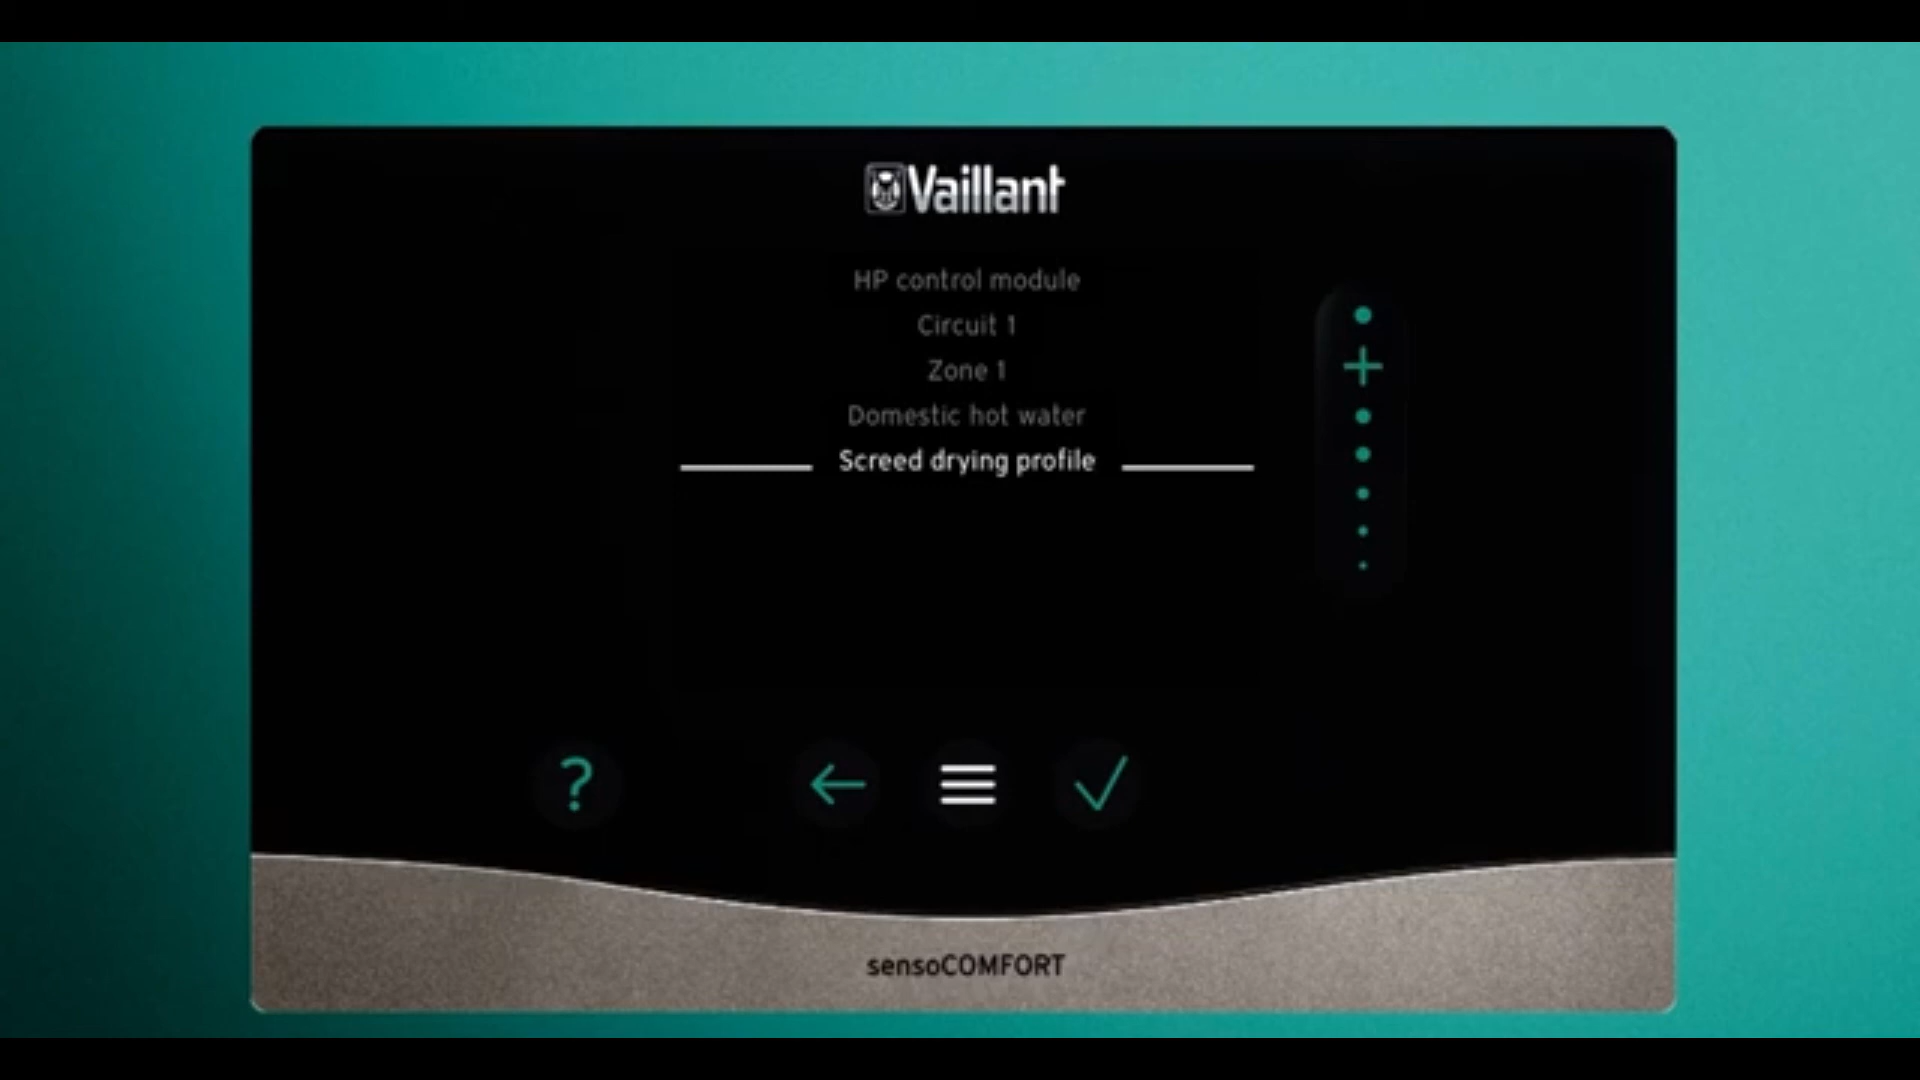 Vaillant
HP control module
Circuit 1
Zone 1
Domestic hot water
Screed drying profile
?
sensoCOMFORT